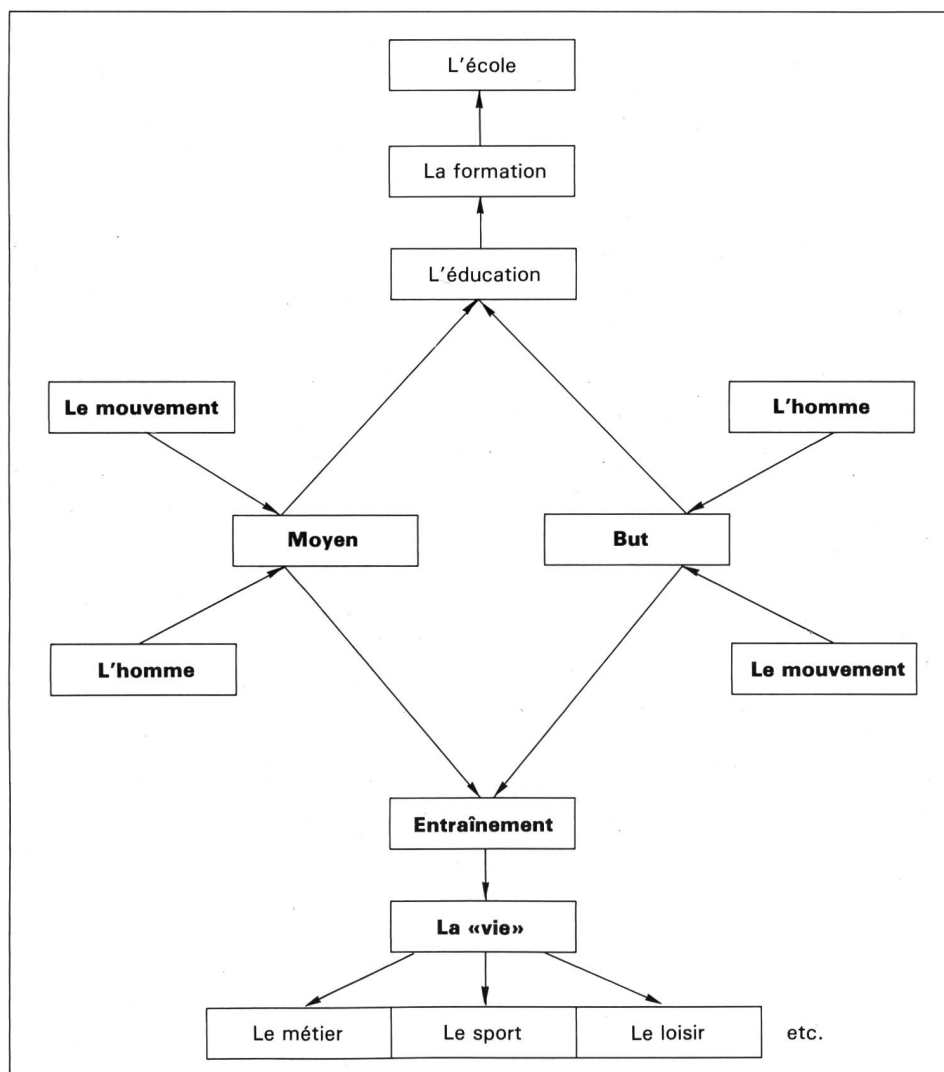 L'école
La formation
L'éducation
Le mouvement
L'homme
Moyen
But
L'homme
Le mouvement
Entraînement
La «vie»
Le métier
Le sport
Le loisir
etc.